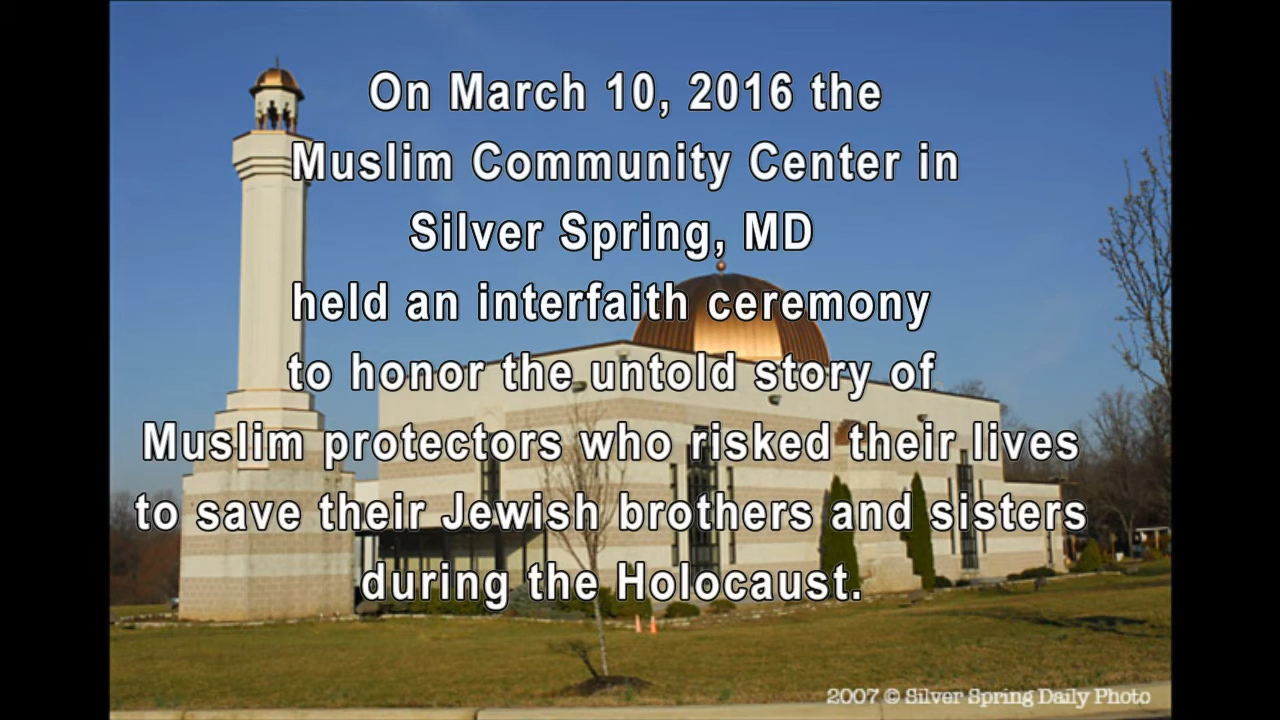 On March 10, 2016 the
Muslim Community Center in
Silver Spring, MD
held an interfaith ceremony
to honor the untold story of
Muslim protectors who risked their lives
to save their Jewish brothers and sisters
during the Holocaust.
2007 © Silver Spring Daily Photo